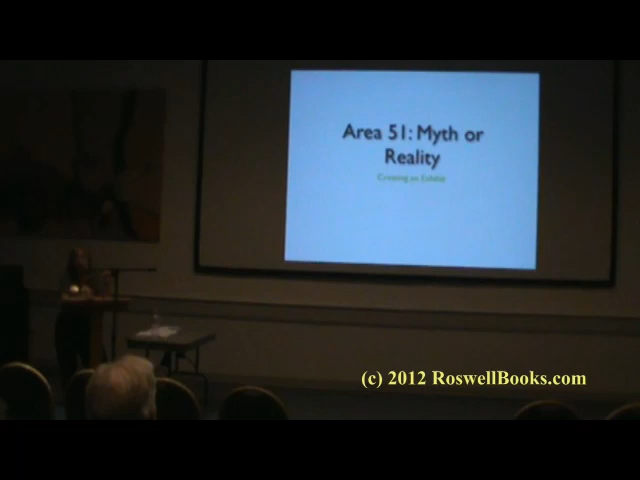 Area 51: Myth or
Reality
Creating an Exhibit
(c) 2012 RoswellBooks.com